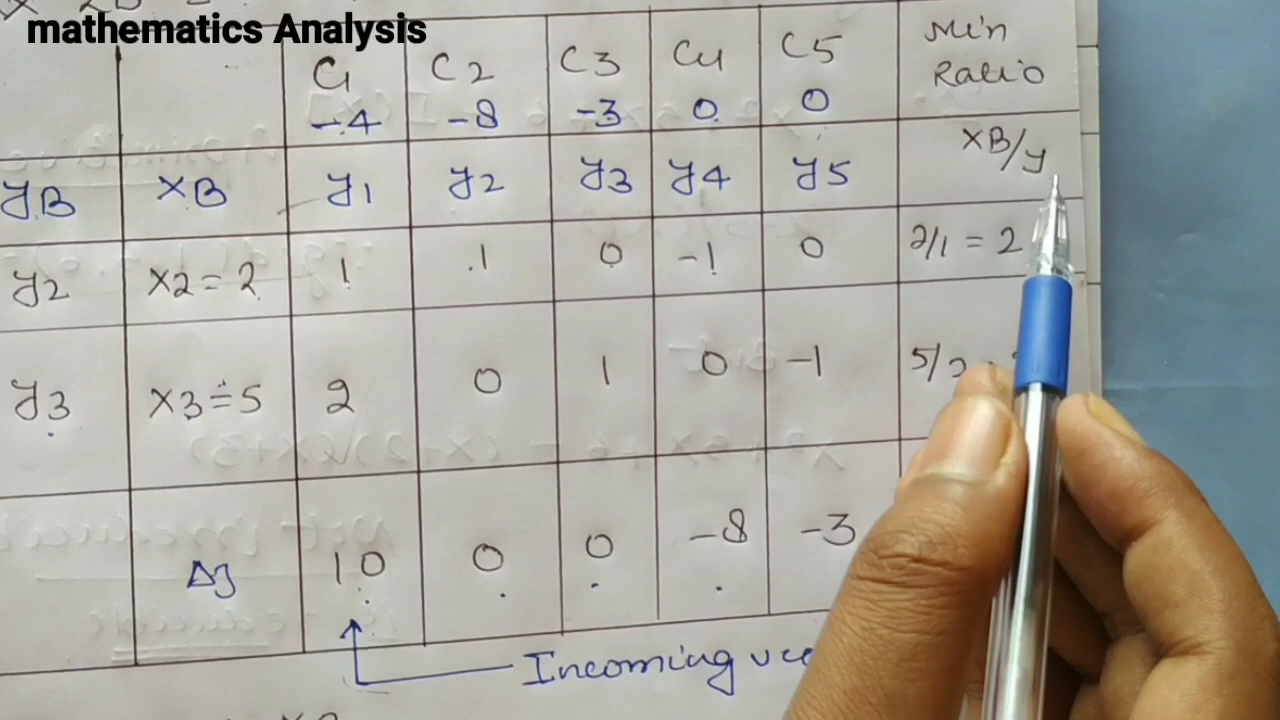 mathematics Analysis
C1 C2 C3 C4 C5 Min Ratio
-4 -8 -3 0 0
yB XB y1 y2 y3 y4 y5 XB/y
y2 x2 = 2 1 1 0 -1 0 2/1 = 2
y3 x3 = 5 2 0 1 0 -1 5/2
Δj 10 0 0 -8 -3
Incoming